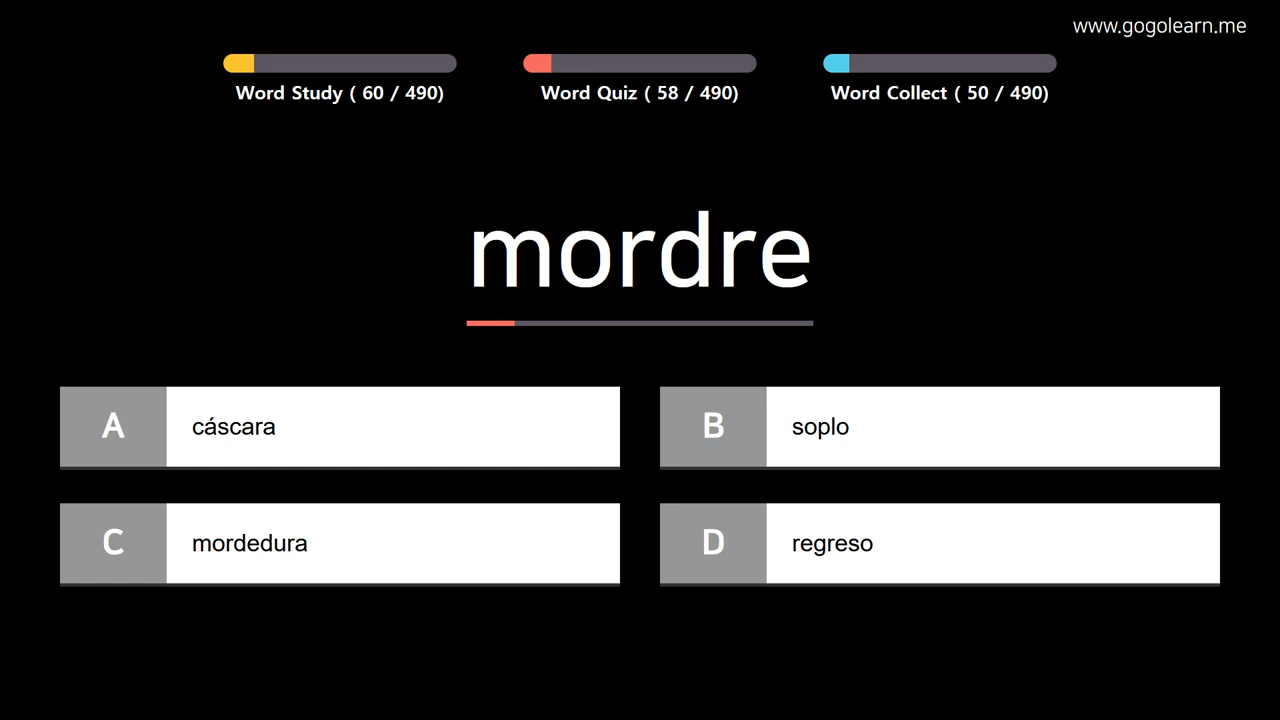 www.gogolearn.me
Word Study ( 60 / 490)
Word Quiz ( 58 / 490)
Word Collect ( 50 / 490)
mordre
A
cáscara
B
soplo
C
mordedura
D
regreso